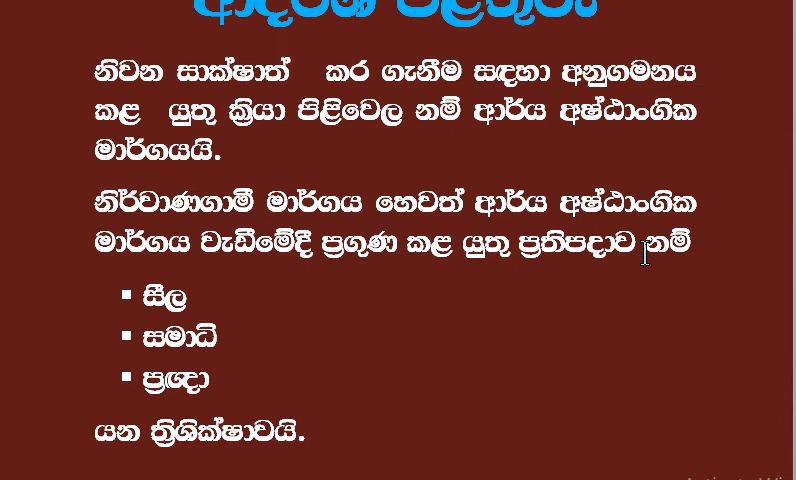 නිවන සාක්ෂාත් කර ගැනීම සඳහා අනුගමනය
කළ යුතු ක්‍රියා පිළිවෙල නම් ආර්ය අෂ්ඨාංගික
මාර්ගයයි.
නිර්වාණගාමී මාර්ගය හෙවත් ආර්ය අෂ්ඨාංගික
මාර්ගය වැඩීමේදී ප්‍රගුණ කළ යුතු ප්‍රතිපදාව නම්
▪ සීල
▪ සමාධි
▪ ප්‍රඥා
යන ත්‍රිශික්ෂාවයි.